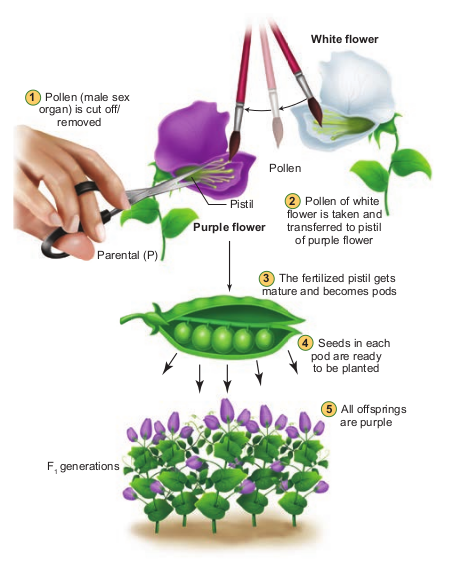 White flower
1 Pollen (male sex
organ) is cut off/
removed
Pollen
Pistil
2 Pollen of white
flower is taken and
transferred to pistil
of purple flower
Purple flower
Parental (P)
3 The fertilized pistil gets
mature and becomes pods
4 Seeds in each
pod are ready
to be planted
5 All offsprings
are purple
F1 generations